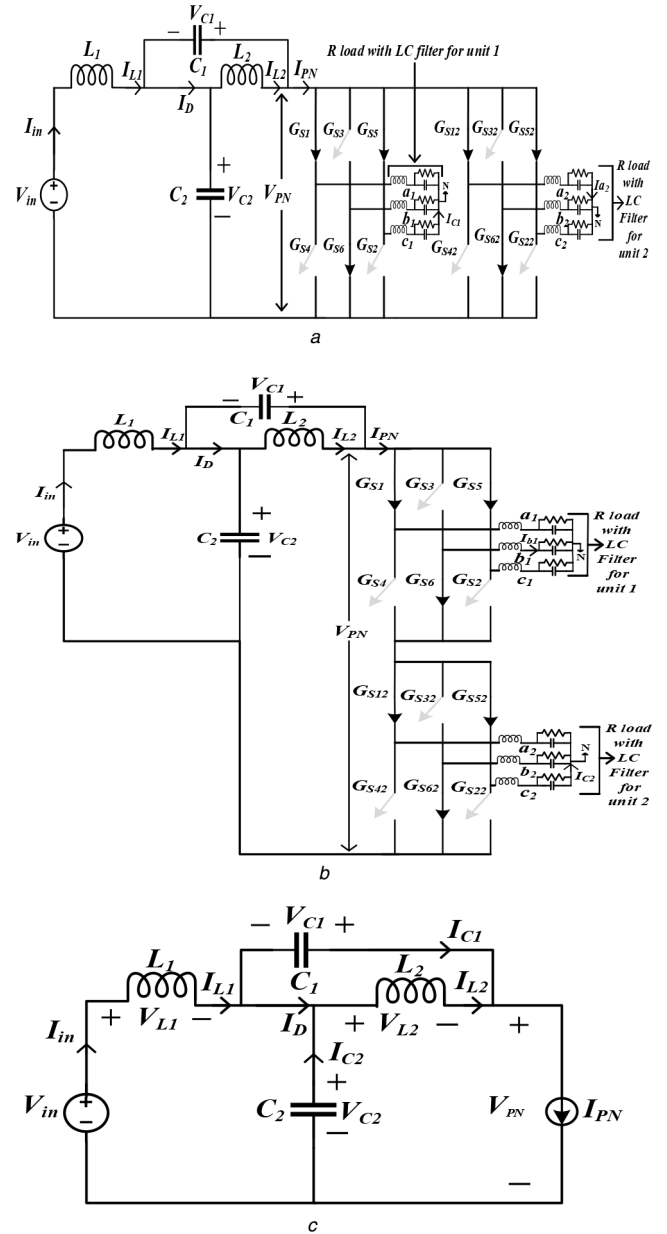 V_C1
− +
L_1 C_1 L_2
I_L1 I_D I_L2 I_PN
R load with LC filter for unit 1
I_in
V_in
+ −
C_2 V_C2
+ −
V_PN
G_S1 G_S3 G_S5 G_S12 G_S32 G_S52
a_1 N
b_1 I_C1
c_1
G_S4 G_S6 G_S2 G_S42 G_S62 G_S22
a_2 Ia_2
b_2 N
c_2
R load
with
LC
Filter
for
unit 2
a
V_C1
− +
L_1 C_1 L_2
I_L1 I_D I_L2 I_PN
I_in
V_in
+ −
C_2 V_C2
+ −
V_PN
G_S1 G_S3 G_S5
a_1
I_b1 N
b_1
c_1
R load
with
LC
Filter
for
unit 1
G_S4 G_S6 G_S2
G_S12 G_S32 G_S52
a_2 N
b_2 I_C2
c_2
R load
with
LC
Filter
for
unit 2
G_S42 G_S62 G_S22
b
− V_C1 + I_C1
L_1 I_L1 C_1 L_2 I_L2
I_in + V_L1 − I_D + V_L2 − +
I_C2
V_in + − C_2 + V_C2 − V_PN I_PN
−
c